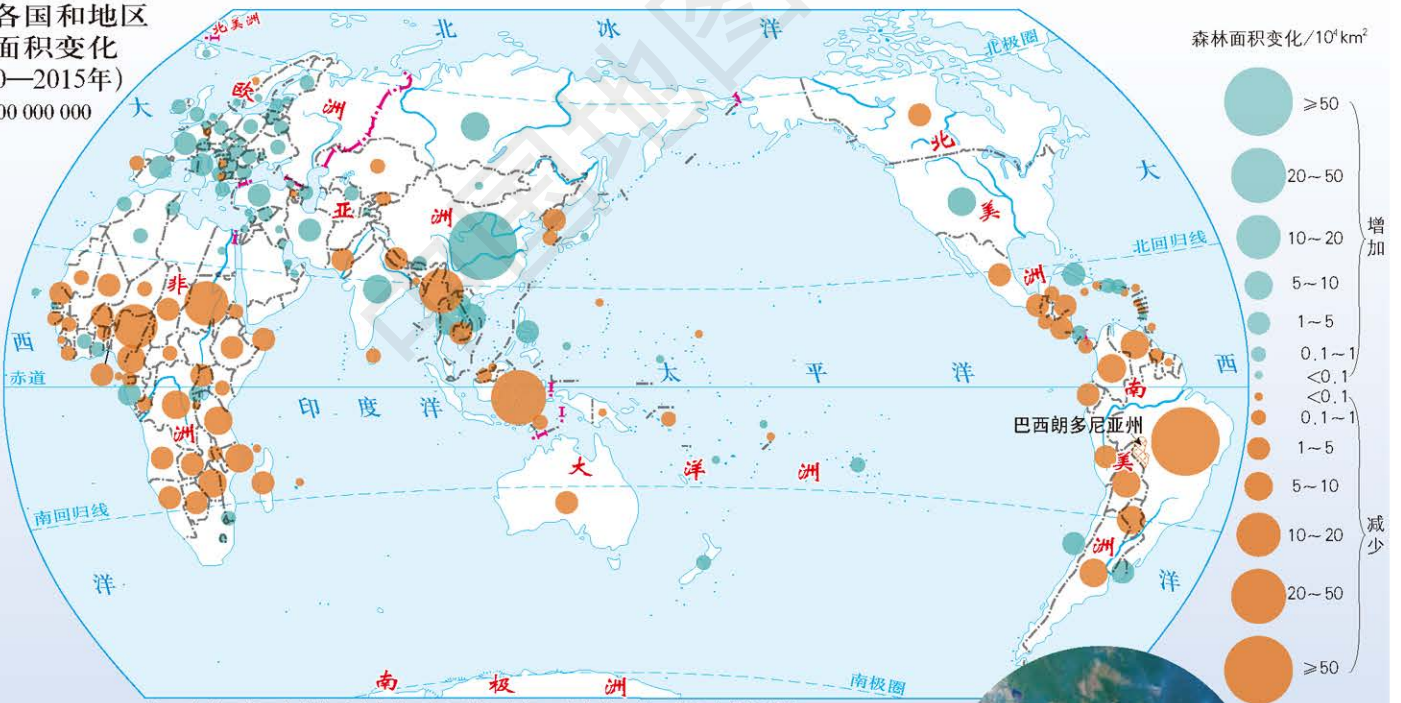 各国和地区
面积变化
0—2015年)
00 000 000
北美洲
北 冰 洋
北极圈
大
欧
洲
北
大
亚
洲
美
北回归线
洲
非
西
赤道
太 平 洋
西
印 度 洋
南
洲
巴西朗多尼亚州
大 洋 洲
美
南回归线
洲
洋
洋
南 极 洲
南极圈
中国地图
森林面积变化/10⁴km²
≥50
20~50
10~20
5~10
1~5
0.1~1
<0.1
增加
<0.1
0.1~1
1~5
5~10
10~20
20~50
≥50
减少